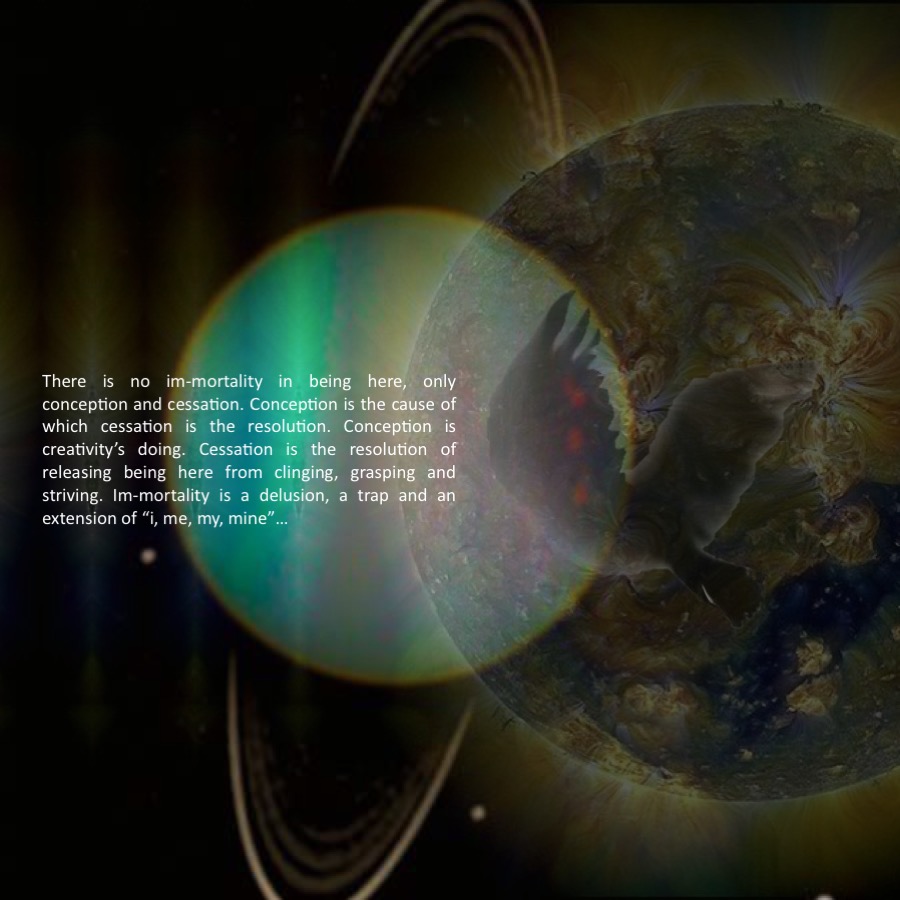 There is no im-mortality in being here, only
conception and cessation. Conception is the cause of
which cessation is the resolution. Conception is
creativity’s doing. Cessation is the resolution of
releasing being here from clinging, grasping and
striving. Im-mortality is a delusion, a trap and an
extension of “i, me, my, mine”…